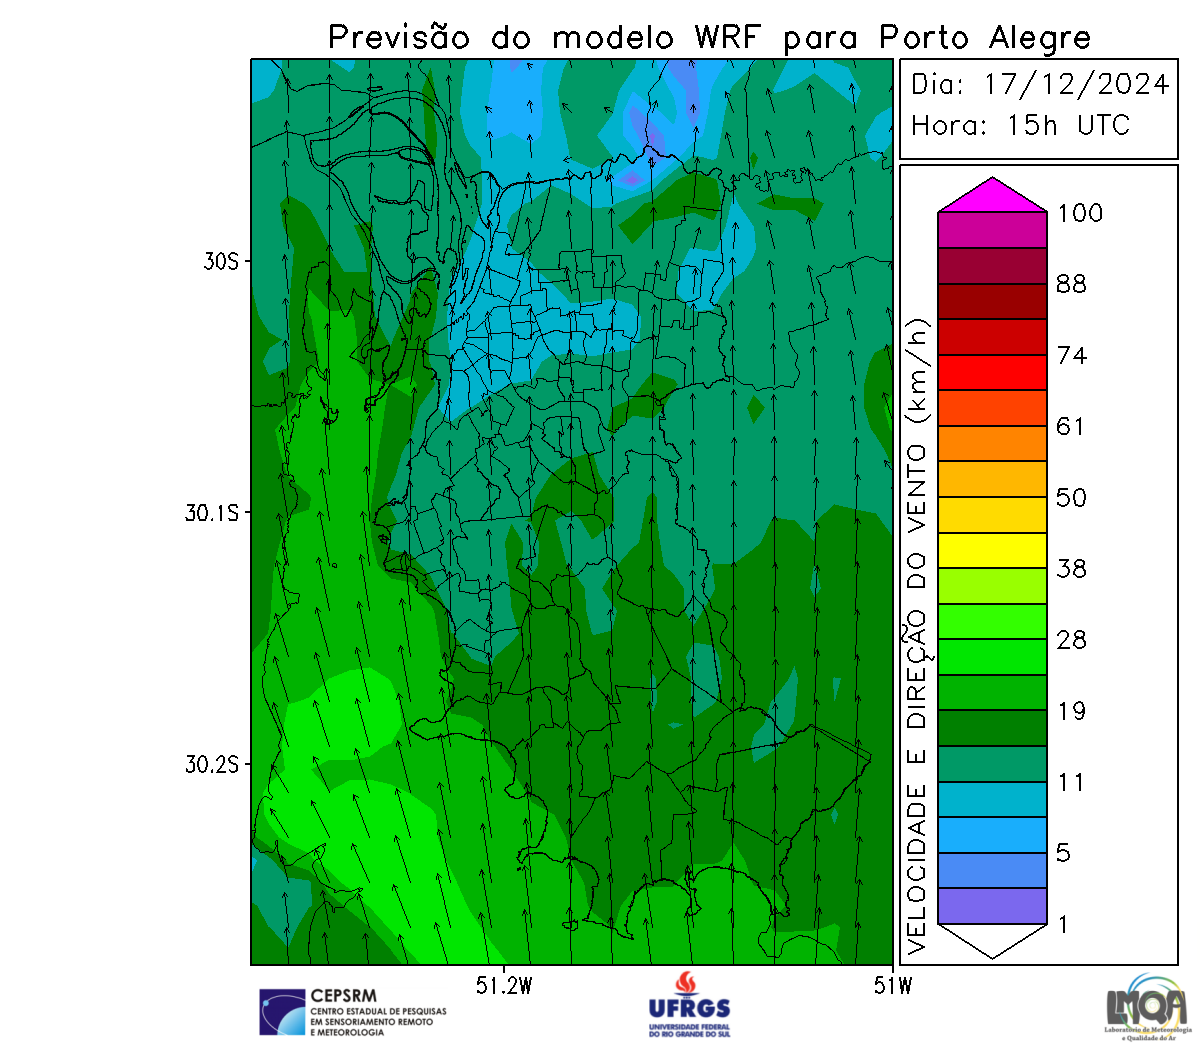 Previsão do modelo WRF para Porto Alegre
Dia: 17/12/2024
Hora: 15h UTC
30S
30.1S
30.2S
51.2W
51W
VELOCIDADE E DIREÇÃO DO VENTO (km/h)
100
88
74
61
50
38
28
19
11
5
1
CEPSRM
CENTRO ESTADUAL DE PESQUISAS
EM SENSORIAMENTO REMOTO
E METEOROLOGIA
UFRGS
UNIVERSIDADE FEDERAL
DO RIO GRANDE DO SUL
LMQA
Laboratório de Meteorologia
e Qualidade do Ar